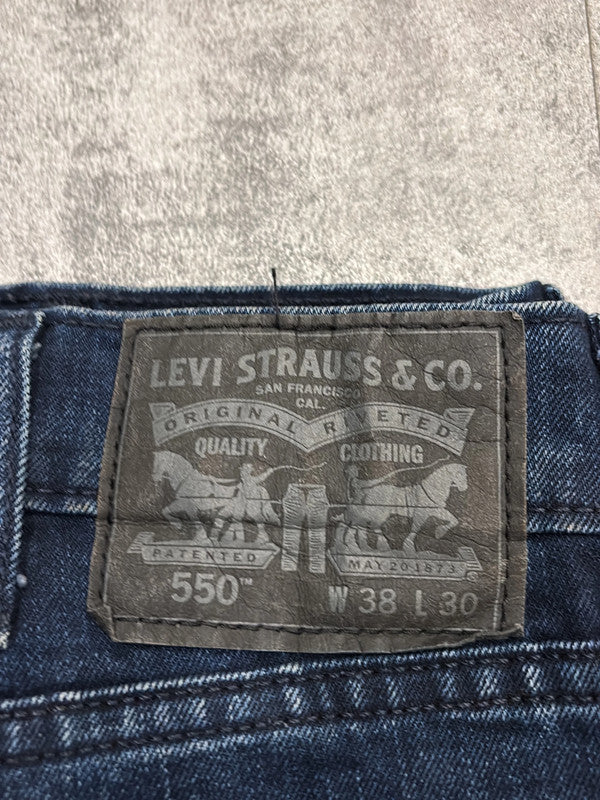 LEVI STRAUSS & CO.
SAN FRANCISCO
CAL.
ORIGINAL RIVETED
QUALITY CLOTHING
PATENTED MAY 20 1873
550™ W 38 L 30